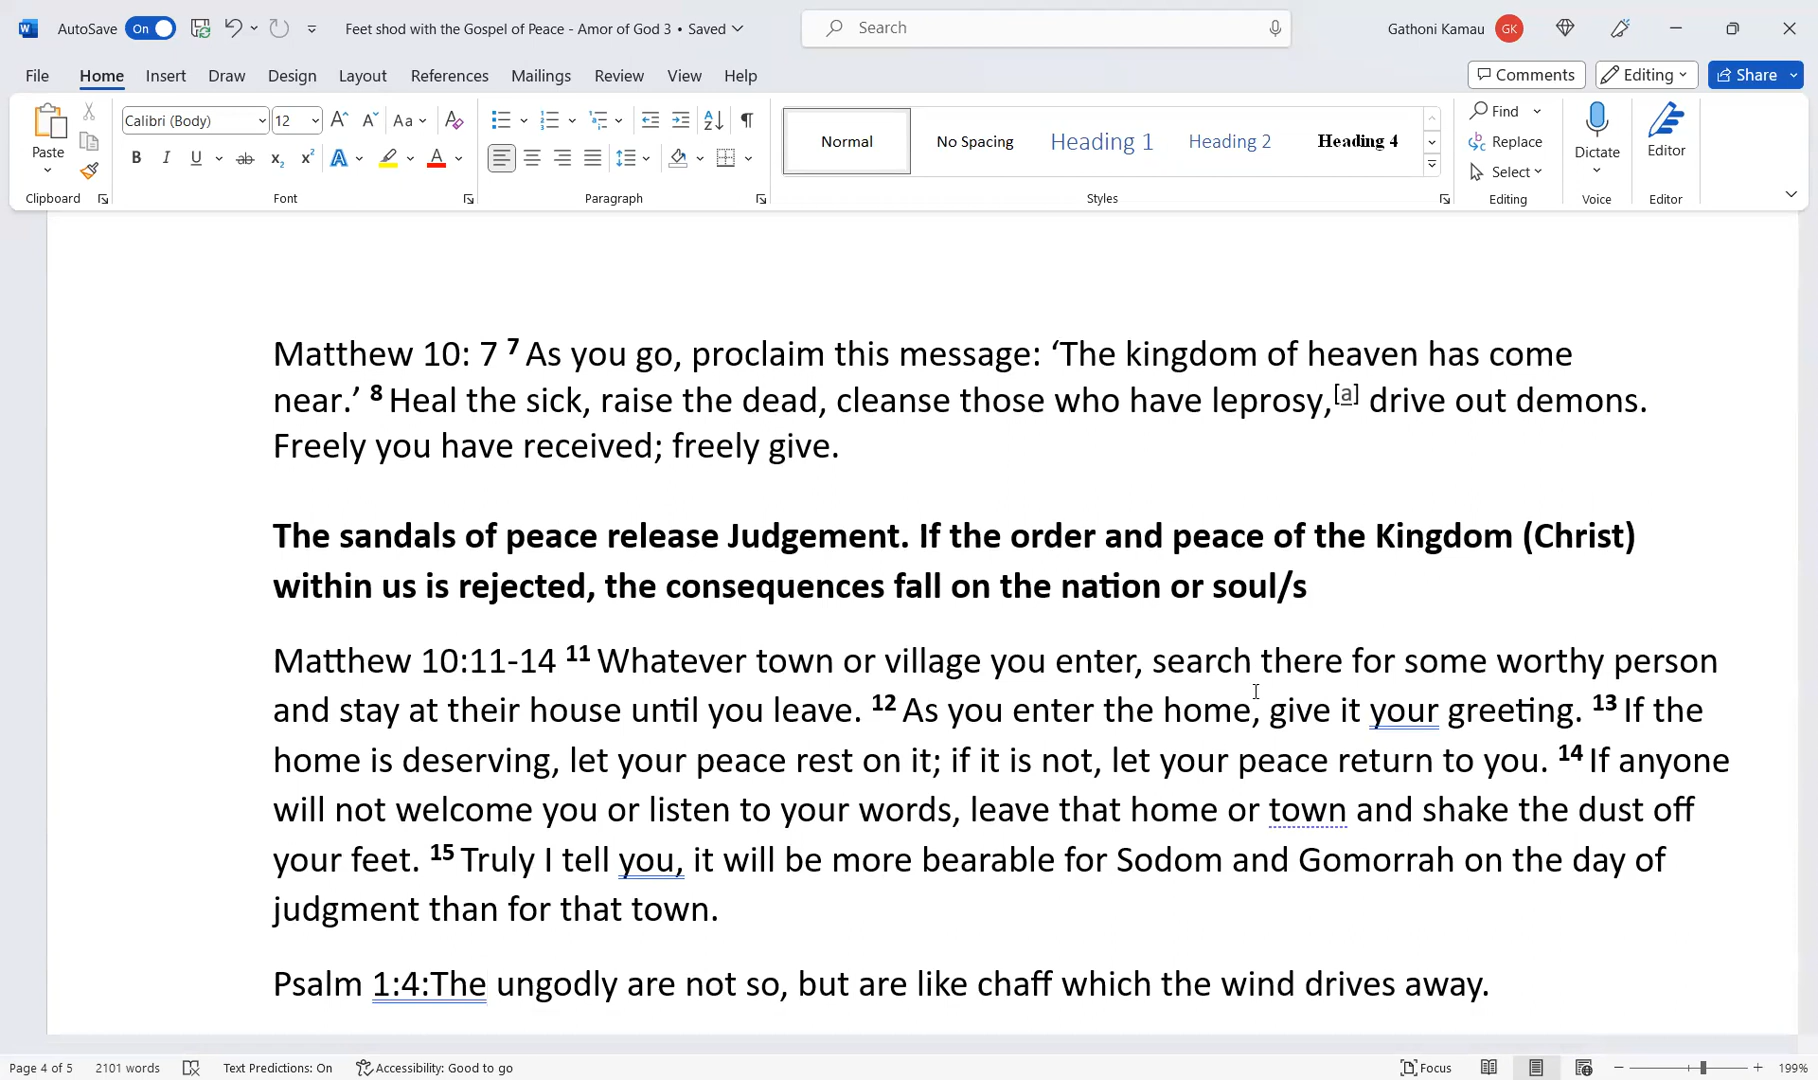 AutoSave On Feet shod with the Gospel of Peace - Amor of God 3 • Saved Search Gathoni Kamau GK
File Home Insert Draw Design Layout References Mailings Review View Help Comments Editing Share
Paste
Clipboard
Calibri (Body) 12 A A Aa A
B I U ab x₂ x² A A
Font
Paragraph
Normal No Spacing Heading 1 Heading 2 Heading 4
Styles
Find
Replace
Select
Editing
Dictate
Voice
Editor
Editor
Matthew 10: 7 ⁷ As you go, proclaim this message: ‘The kingdom of heaven has come
near.’ ⁸ Heal the sick, raise the dead, cleanse those who have leprosy,[a] drive out demons.
Freely you have received; freely give.
The sandals of peace release Judgement. If the order and peace of the Kingdom (Christ)
within us is rejected, the consequences fall on the nation or soul/s
Matthew 10:11-14 ¹¹ Whatever town or village you enter, search there for some worthy person
and stay at their house until you leave. ¹² As you enter the home, give it your greeting. ¹³ If the
home is deserving, let your peace rest on it; if it is not, let your peace return to you. ¹⁴ If anyone
will not welcome you or listen to your words, leave that home or town and shake the dust off
your feet. ¹⁵ Truly I tell you, it will be more bearable for Sodom and Gomorrah on the day of
judgment than for that town.
Psalm 1:4:The ungodly are not so, but are like chaff which the wind drives away.
Page 4 of 5 2101 words Text Predictions: On Accessibility: Good to go Focus 199%